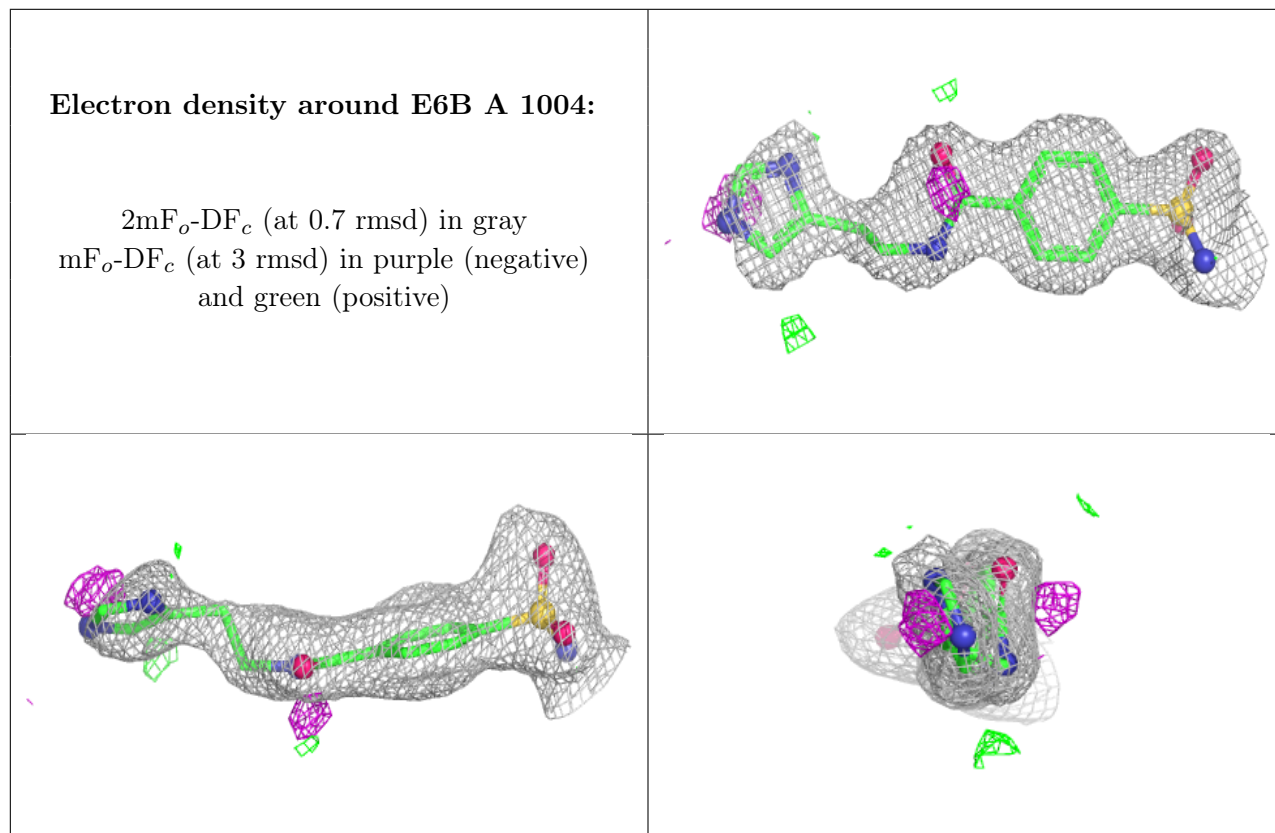 Electron density around E6B A 1004:
2mFo-DFc (at 0.7 rmsd) in gray
mFo-DFc (at 3 rmsd) in purple (negative)
and green (positive)